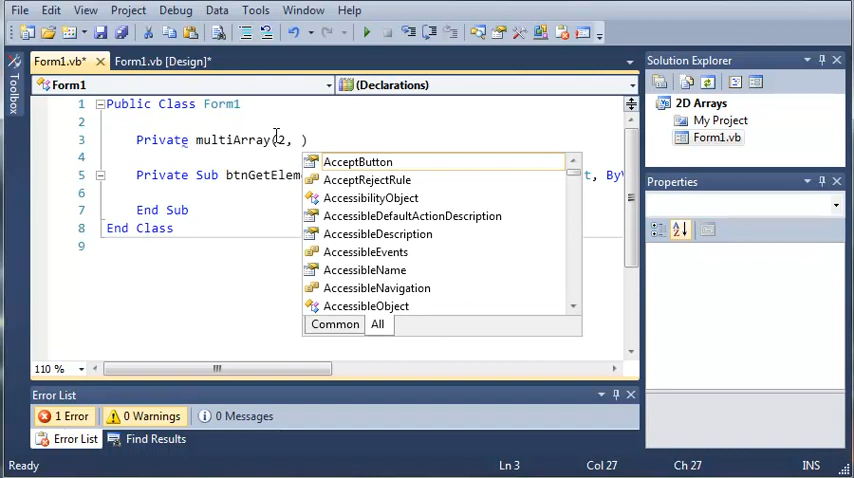 File Edit View Project Debug Data Tools Window Help
Form1.vb* Form1.vb [Design]*
Solution Explorer
Form1 (Declarations)
Toolbox
1 Public Class Form1
2
3 Private multiArray(2, )
4
5 Private Sub btnGetEleme t, ByV
6
7 End Sub
8 End Class
9
AcceptButton
AcceptRejectRule
AccessibilityObject
AccessibleDefaultActionDescription
AccessibleDescription
AccessibleEvents
AccessibleName
AccessibleNavigation
AccessibleObject
Common All
2D Arrays
My Project
Form1.vb
Properties
110 %
Error List
1 Error 0 Warnings 0 Messages
Error List Find Results
Ready Ln 3 Col 27 Ch 27 INS